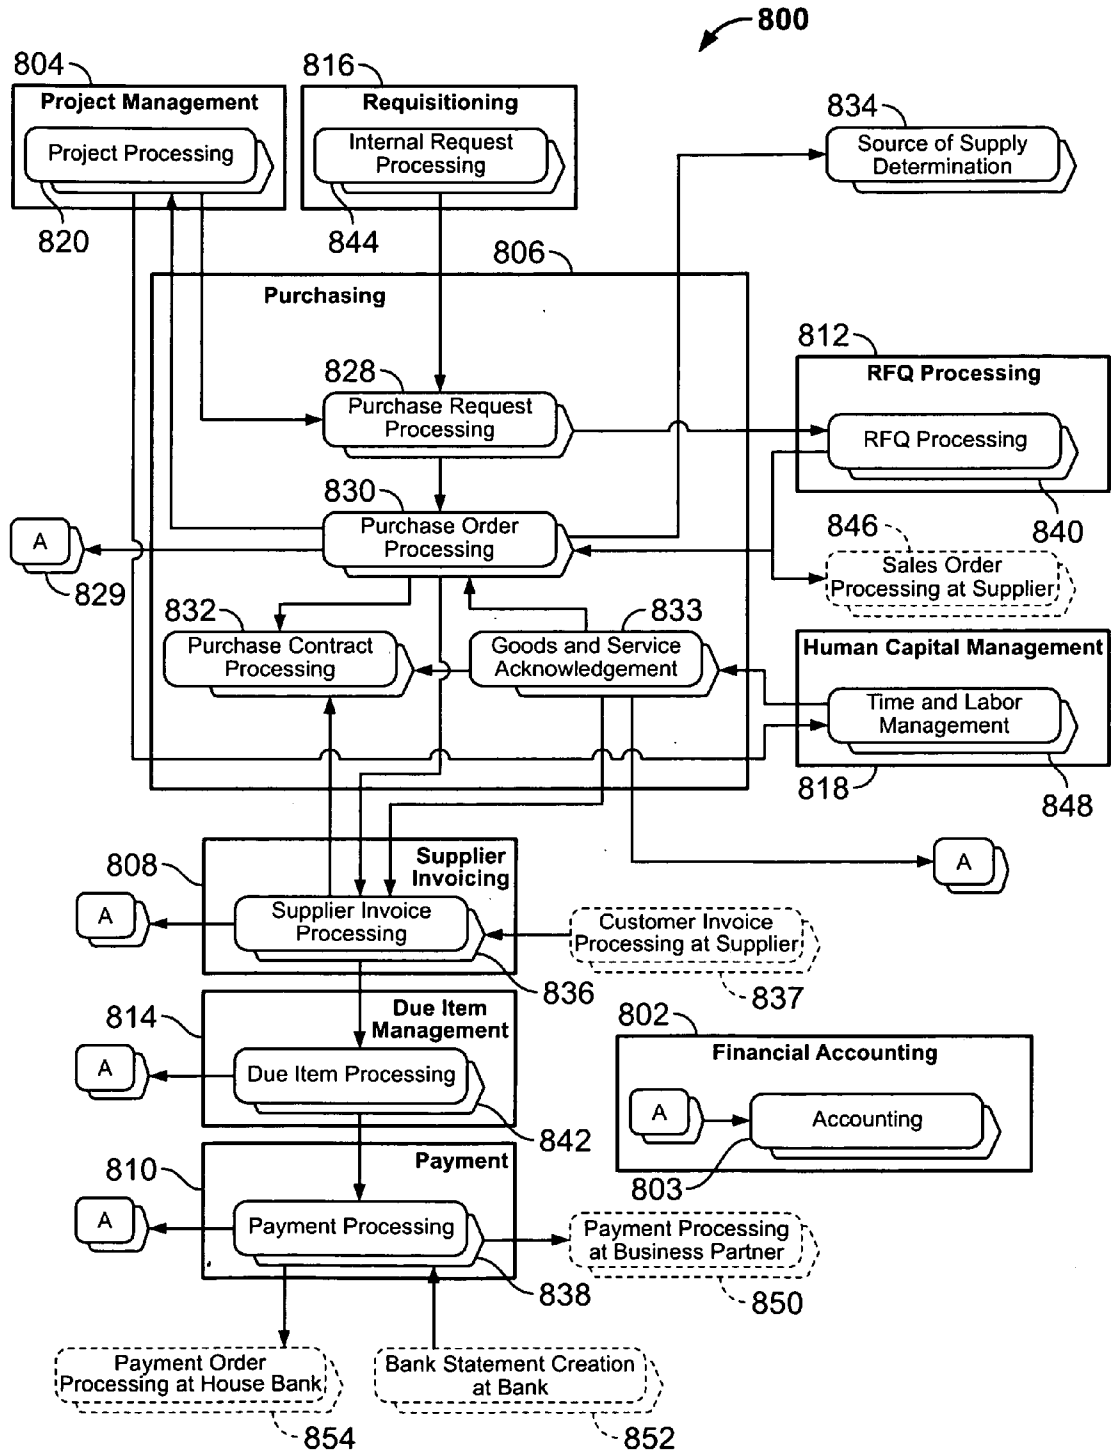 800
804
816
Project Management
Requisitioning
834
Project Processing
Internal Request
Processing
Source of Supply
Determination
820
844
806
Purchasing
812
RFQ Processing
828
Purchase Request
Processing
RFQ Processing
830
840
A
829
Purchase Order
Processing
846
Sales Order
Processing at Supplier
832
833
Purchase Contract
Processing
Goods and Service
Acknowledgement
Human Capital Management
Time and Labor
Management
818
848
A
808
Supplier
Invoicing
A
Supplier Invoice
Processing
Customer Invoice
Processing at Supplier
836
837
814
Due Item
Management
802
Financial Accounting
A
Due Item Processing
A
Accounting
842
803
810
Payment
A
Payment Processing
Payment Processing
at Business Partner
838
850
Payment Order
Processing at House Bank
Bank Statement Creation
at Bank
854
852